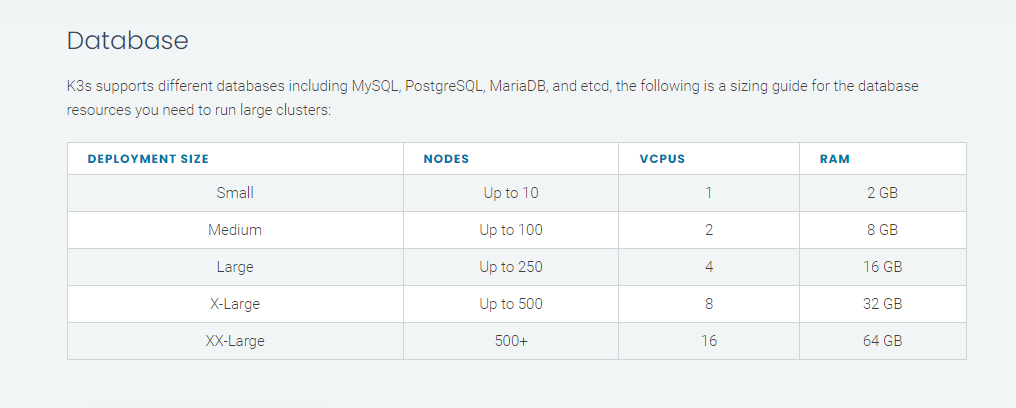 Database
K3s supports different databases including MySQL, PostgreSQL, MariaDB, and etcd, the following is a sizing guide for the database
resources you need to run large clusters:
DEPLOYMENT SIZE NODES VCPUS RAM
Small Up to 10 1 2 GB
Medium Up to 100 2 8 GB
Large Up to 250 4 16 GB
X-Large Up to 500 8 32 GB
XX-Large 500+ 16 64 GB